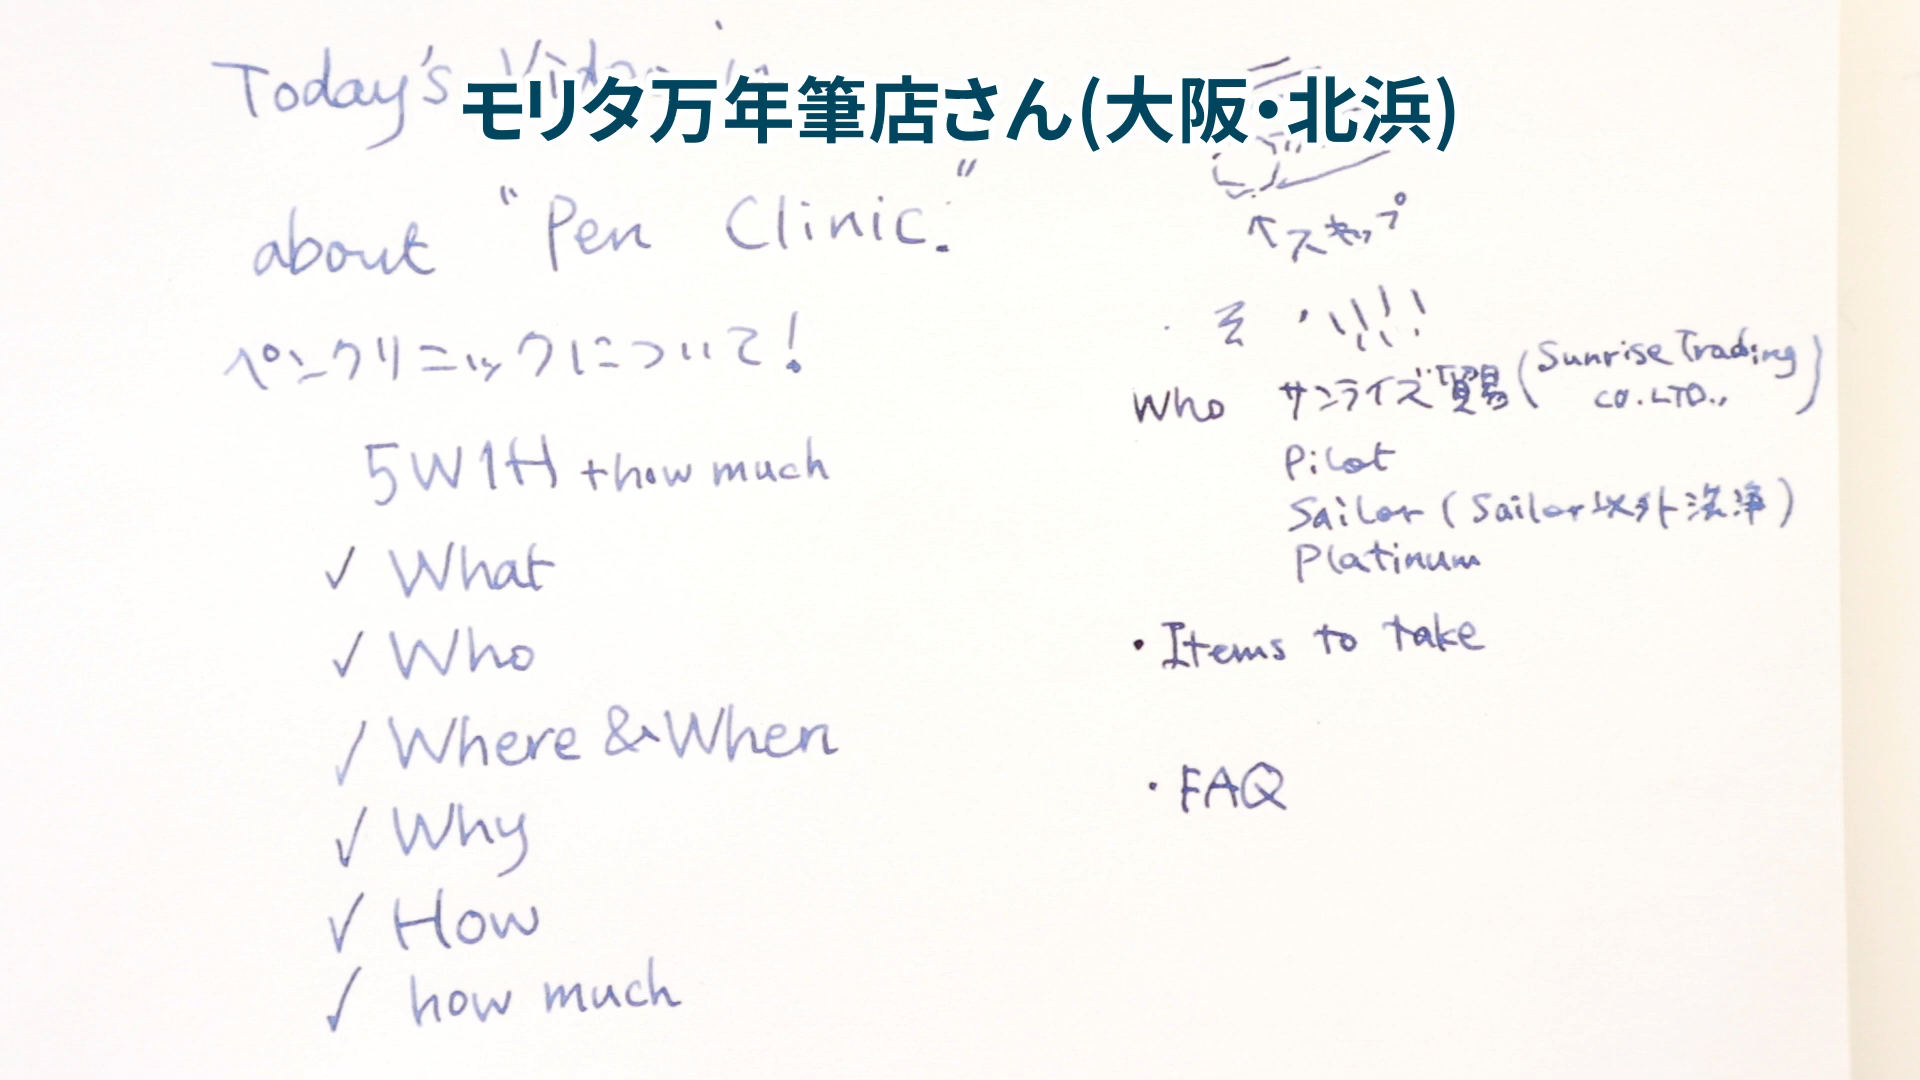 モリタ万年筆店さん(大阪・北浜)
Today's
about "Pen Clinic."
ペンクリニックについて!
5W1H +how much
✓ What
✓ Who
✓ Where & When
✓ Why
✓ How
✓ how much
↑スキップ
Who サンライズ貿易 (Sunrise Trading CO. LTD.,)
Pilot
Sailor (Sailor以外洗浄)
Platinum
・Items to take
・FAQ